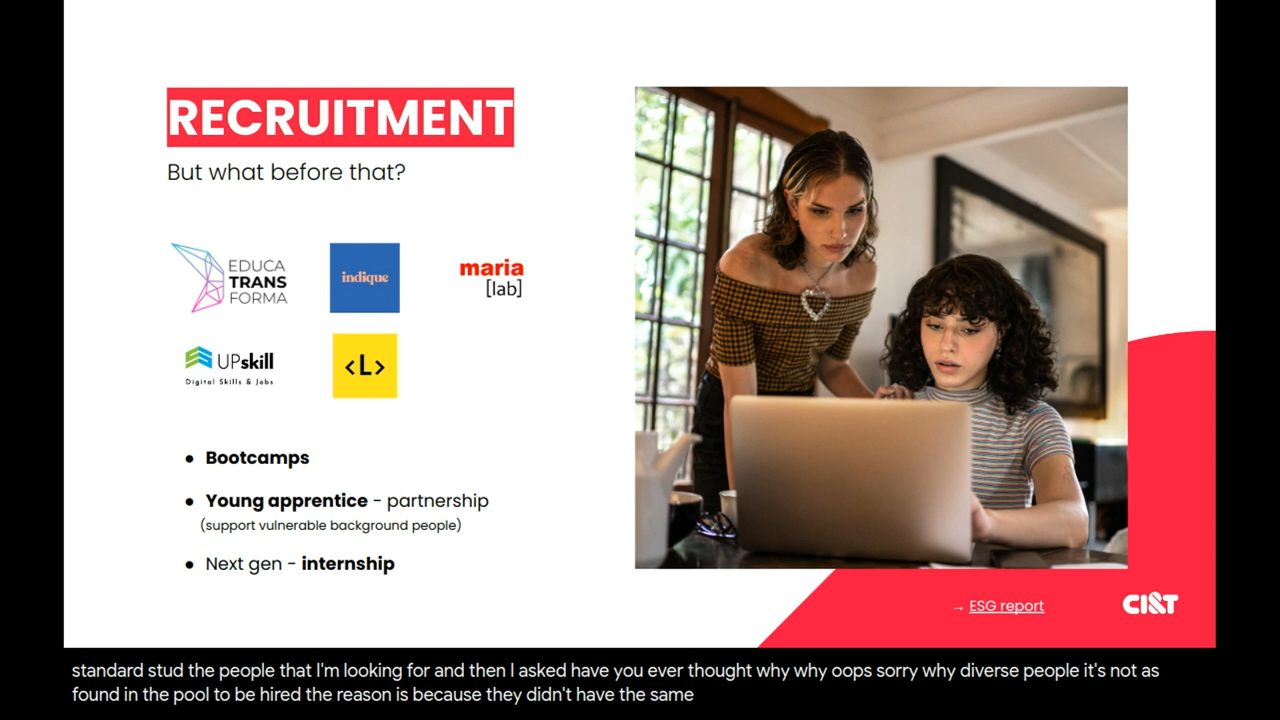 RECRUITMENT
But what before that?
EDUCA
TRANS
FORMA
indique
maria
[lab]
UPskill
Digital Skills & Jobs
<L>
● Bootcamps
● Young apprentice - partnership
(support vulnerable background people)
● Next gen - internship
→ ESG report
CI&T
standard stud the people that I'm looking for and then I asked have you ever thought why why oops sorry why diverse people it's not as
found in the pool to be hired the reason is because they didn't have the same